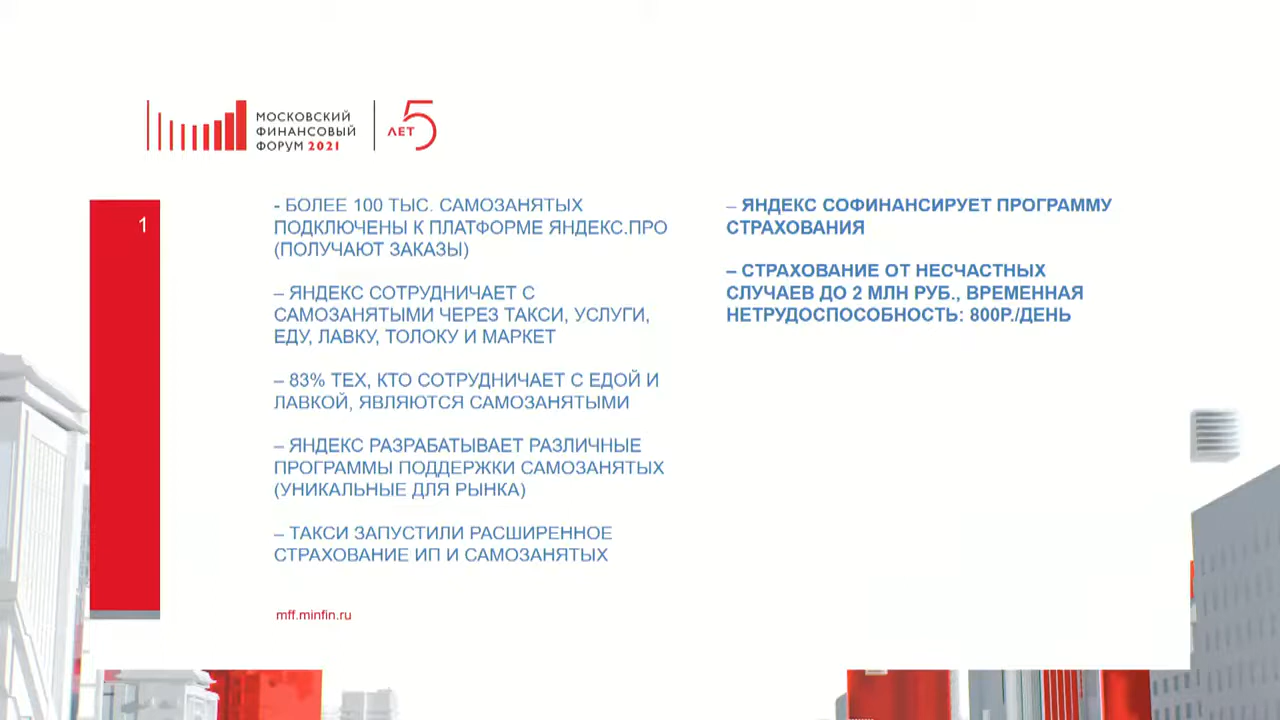 МОСКОВСКИЙ
ФИНАНСОВЫЙ
ФОРУМ 2021
ЛЕТ 5
1
- БОЛЕЕ 100 ТЫС. САМОЗАНЯТЫХ
ПОДКЛЮЧЕНЫ К ПЛАТФОРМЕ ЯНДЕКС.ПРО
(ПОЛУЧАЮТ ЗАКАЗЫ)
– ЯНДЕКС СОТРУДНИЧАЕТ С
САМОЗАНЯТЫМИ ЧЕРЕЗ ТАКСИ, УСЛУГИ,
ЕДУ, ЛАВКУ, ТОЛОКУ И МАРКЕТ
– 83% ТЕХ, КТО СОТРУДНИЧАЕТ С ЕДОЙ И
ЛАВКОЙ, ЯВЛЯЮТСЯ САМОЗАНЯТЫМИ
– ЯНДЕКС РАЗРАБАТЫВАЕТ РАЗЛИЧНЫЕ
ПРОГРАММЫ ПОДДЕРЖКИ САМОЗАНЯТЫХ
(УНИКАЛЬНЫЕ ДЛЯ РЫНКА)
– ТАКСИ ЗАПУСТИЛИ РАСШИРЕННОЕ
СТРАХОВАНИЕ ИП И САМОЗАНЯТЫХ
– ЯНДЕКС СОФИНАНСИРУЕТ ПРОГРАММУ
СТРАХОВАНИЯ
– СТРАХОВАНИЕ ОТ НЕСЧАСТНЫХ
СЛУЧАЕВ ДО 2 МЛН РУБ., ВРЕМЕННАЯ
НЕТРУДОСПОСОБНОСТЬ: 800Р./ДЕНЬ
mff.minfin.ru